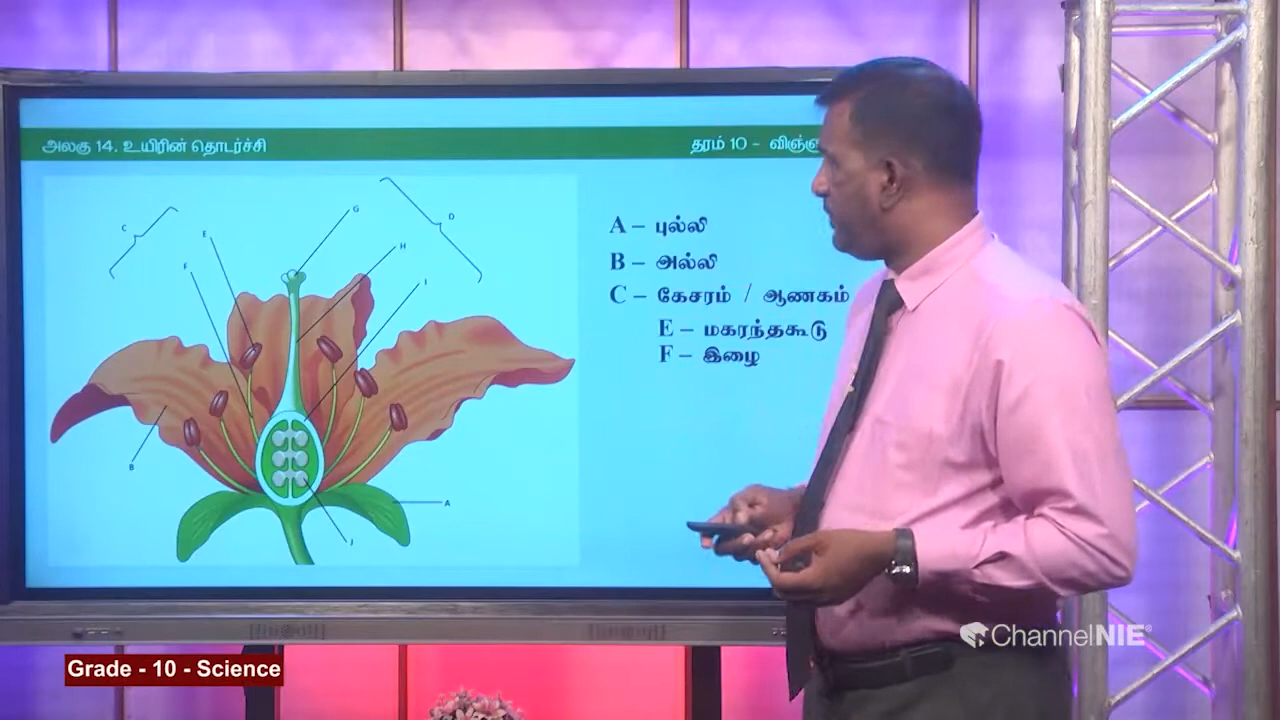 அலகு 14. உயிரின் தொடர்ச்சி
தரம் 10 -
A – புல்லி
B – அல்லி
C – கேசரம் / ஆணகம்
E – மகரந்தகூடு
F – இழை
C
E
F
G
D
H
I
B
A
J
Grade - 10 - Science
ChannelNIE